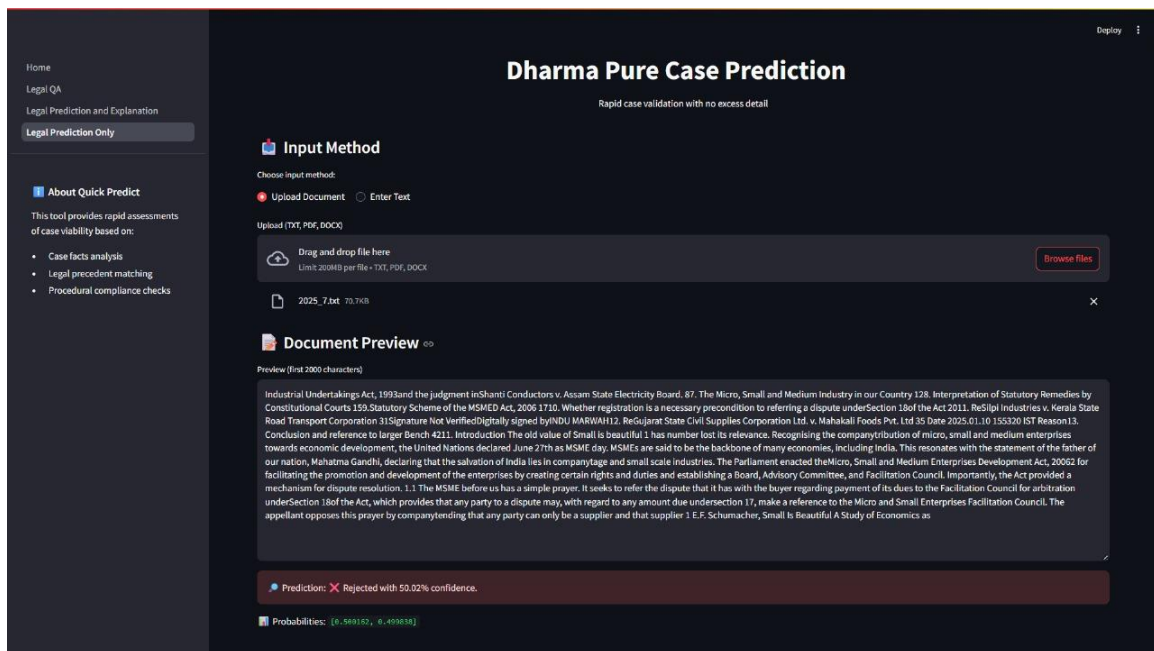 Deploy
Home
Legal QA
Legal Prediction and Explanation
Legal Prediction Only
About Quick Predict
This tool provides rapid assessments
of case viability based on:
• Case facts analysis
• Legal precedent matching
• Procedural compliance checks
Dharma Pure Case Prediction
Rapid case validation with no excess detail
Input Method
Choose input method:
Upload Document
Enter Text
Upload (TXT, PDF, DOCX)
Drag and drop file here
Limit 200MB per file • TXT, PDF, DOCX
Browse files
2025_7.txt 70.7KB
Document Preview
Preview (first 2000 characters)
Industrial Undertakings Act, 1993and the judgment inShanti Conductors v. Assam State Electricity Board. 87. The Micro, Small and Medium Industry in our Country 128. Interpretation of Statutory Remedies by
Constitutional Courts 159.Statutory Scheme of the MSMED Act, 2006 1710. Whether registration is a necessary precondition to referring a dispute underSection 18of the Act 2011. ReSilpi Industries v. Kerala State
Road Transport Corporation 31Signature Not VerifiedDigitally signed byINDU MARWAH12. ReGujarat State Civil Supplies Corporation Ltd. v. Mahakali Foods Pvt. Ltd 35 Date 2025.01.10 155320 IST Reason13.
Conclusion and reference to larger Bench 4211. Introduction The old value of Small is beautiful 1 has number lost its relevance. Recognising the companytribution of micro, small and medium enterprises
towards economic development, the United Nations declared June 27th as MSME day. MSMEs are said to be the backbone of many economies, including India. This resonates with the statement of the father of
our nation, Mahatma Gandhi, declaring that the salvation of India lies in companytage and small scale industries. The Parliament enacted theMicro, Small and Medium Enterprises Development Act, 20062 for
facilitating the promotion and development of the enterprises by creating certain rights and duties and establishing a Board, Advisory Committee, and Facilitation Council. Importantly, the Act provided a
mechanism for dispute resolution. 1.1 The MSME before us has a simple prayer. It seeks to refer the dispute that it has with the buyer regarding payment of its dues to the Facilitation Council for arbitration
underSection 18of the Act, which provides that any party to a dispute may, with regard to any amount due undersection 17, make a reference to the Micro and Small Enterprises Facilitation Council. The
appellant opposes this prayer by companytending that any party can only be a supplier and that supplier 1 E.F. Schumacher, Small Is Beautiful A Study of Economics as
Prediction: ❌ Rejected with 50.02% confidence.
Probabilities: [0.500162, 0.499838]